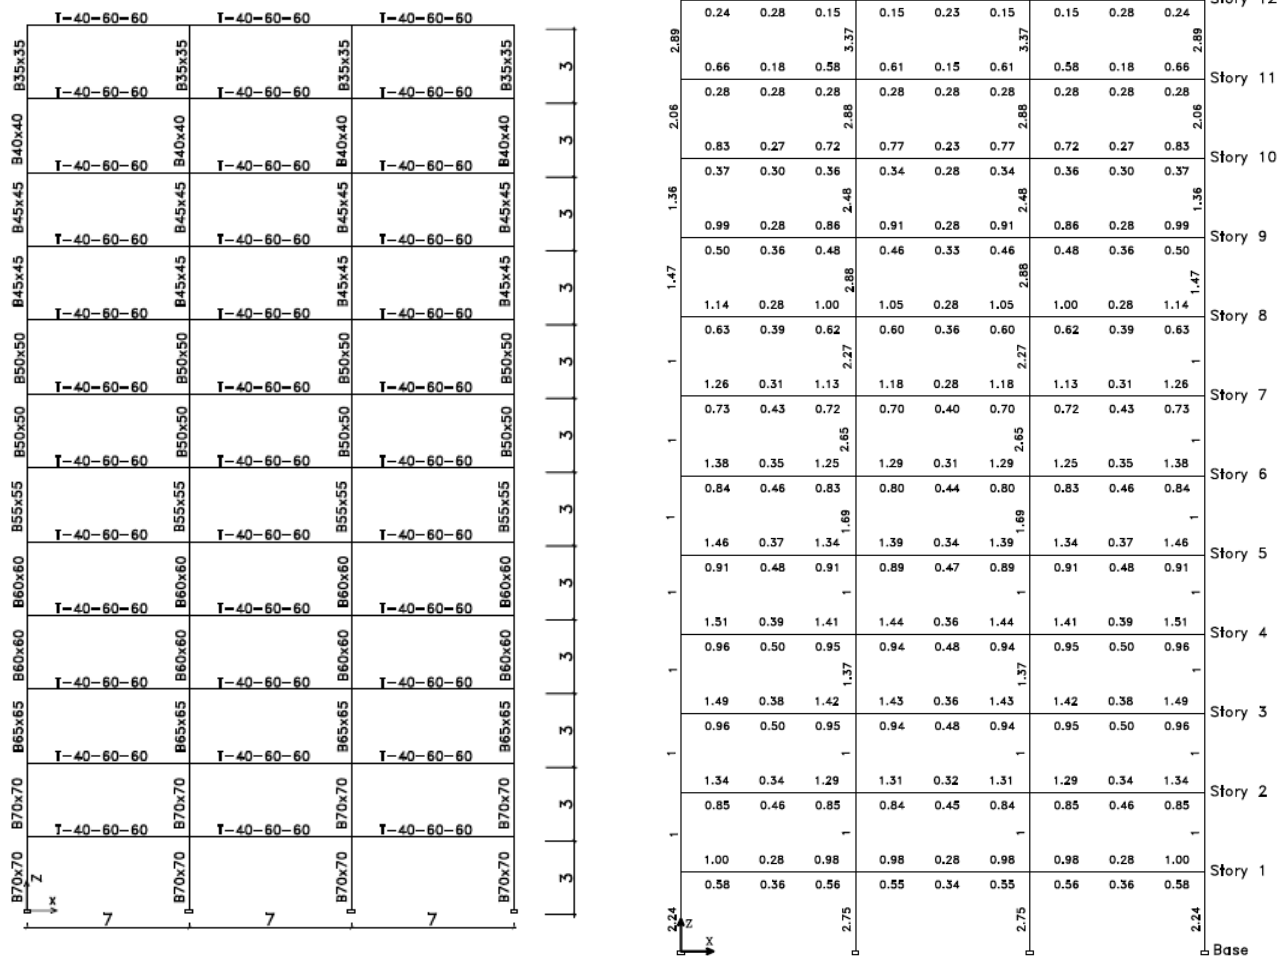 T-40-60-60 T-40-60-60 T-40-60-60
B35x35 B35x35 B35x35 B35x35 3
T-40-60-60 T-40-60-60 T-40-60-60
B40x40 B40x40 B40x40 B40x40 3
T-40-60-60 T-40-60-60 T-40-60-60
B45x45 B45x45 B45x45 B45x45 3
T-40-60-60 T-40-60-60 T-40-60-60
B45x45 B45x45 B45x45 B45x45 3
T-40-60-60 T-40-60-60 T-40-60-60
B50x50 B50x50 B50x50 B50x50 3
T-40-60-60 T-40-60-60 T-40-60-60
B50x50 B50x50 B50x50 B50x50 3
T-40-60-60 T-40-60-60 T-40-60-60
B55x55 B55x55 B55x55 B55x55 3
T-40-60-60 T-40-60-60 T-40-60-60
B60x60 B60x60 B60x60 B60x60 3
T-40-60-60 T-40-60-60 T-40-60-60
B60x60 B60x60 B60x60 B60x60 3
T-40-60-60 T-40-60-60 T-40-60-60
B65x65 B65x65 B65x65 B65x65 3
T-40-60-60 T-40-60-60 T-40-60-60
B70x70 B70x70 B70x70 B70x70 3
T-40-60-60 T-40-60-60 T-40-60-60
B70x70 B70x70 B70x70 B70x70 3
Z
x
7 7 7
Story 12
0.24 0.28 0.15 0.15 0.23 0.15 0.15 0.28 0.24
2.89 3.37 3.37 2.89
0.66 0.18 0.58 0.61 0.15 0.61 0.58 0.18 0.66
Story 11
0.28 0.28 0.28 0.28 0.28 0.28 0.28 0.28 0.28
2.06 2.88 2.88 2.06
0.83 0.27 0.72 0.77 0.23 0.77 0.72 0.27 0.83
Story 10
0.37 0.30 0.36 0.34 0.28 0.34 0.36 0.30 0.37
1.36 2.48 2.48 1.36
0.99 0.28 0.86 0.91 0.28 0.91 0.86 0.28 0.99
Story 9
0.50 0.36 0.48 0.46 0.33 0.46 0.48 0.36 0.50
1.47 2.88 2.88 1.47
1.14 0.28 1.00 1.05 0.28 1.05 1.00 0.28 1.14
Story 8
0.63 0.39 0.62 0.60 0.36 0.60 0.62 0.39 0.63
1 2.27 2.27 1
1.26 0.31 1.13 1.18 0.28 1.18 1.13 0.31 1.26
Story 7
0.73 0.43 0.72 0.70 0.40 0.70 0.72 0.43 0.73
1 2.65 2.65 1
1.38 0.35 1.25 1.29 0.31 1.29 1.25 0.35 1.38
Story 6
0.84 0.46 0.83 0.80 0.44 0.80 0.83 0.46 0.84
1 1.69 1.69 1
1.46 0.37 1.34 1.39 0.34 1.39 1.34 0.37 1.46
Story 5
0.91 0.48 0.91 0.89 0.47 0.89 0.91 0.48 0.91
1 1 1 1
1.51 0.39 1.41 1.44 0.36 1.44 1.41 0.39 1.51
Story 4
0.96 0.50 0.95 0.94 0.48 0.94 0.95 0.50 0.96
1 1.37 1.37 1
1.49 0.38 1.42 1.43 0.36 1.43 1.42 0.38 1.49
Story 3
0.96 0.50 0.95 0.94 0.48 0.94 0.95 0.50 0.96
1 1 1 1
1.34 0.34 1.29 1.31 0.32 1.31 1.29 0.34 1.34
Story 2
0.85 0.46 0.85 0.84 0.45 0.84 0.85 0.46 0.85
1 1 1 1
1.00 0.28 0.98 0.98 0.28 0.98 0.98 0.28 1.00
Story 1
0.58 0.36 0.56 0.55 0.34 0.55 0.56 0.36 0.58
2.24 2.75 2.75 2.24
Z
X
Base